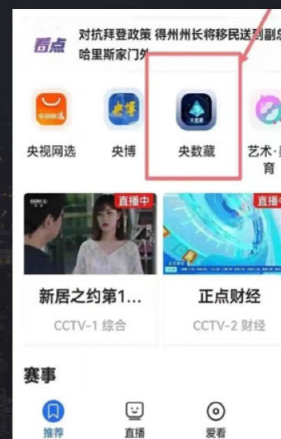 看点
对抗拜登政策 得州州长将移民送到副总
哈里斯家门外
央视网选
央博
央数藏
艺术·美
育
直播中
直播中
新居之约第1...
正点财经
CCTV-1 综合
CCTV-2 财经
赛事
推荐
直播
爱看